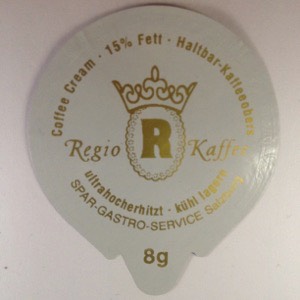 Coffee Cream · 15% Fett · Haltbar-Kaffeeobers
R
Regio Kaffee
ultrahocherhitzt · kühl lagern
SPAR-GASTRO-SERVICE Salzburg
8g